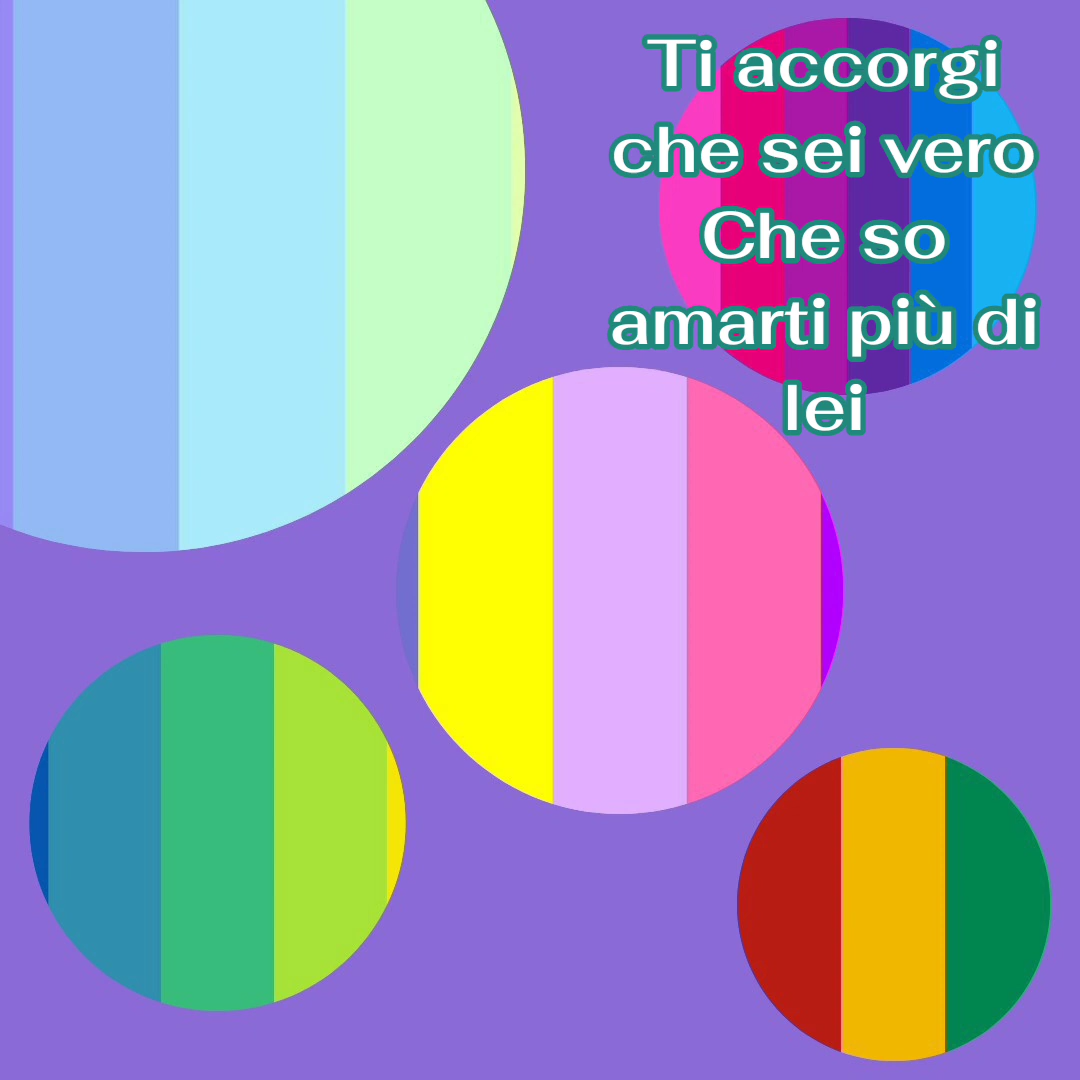 Ti accorgi
che sei vero
Che so
amarti più di
lei